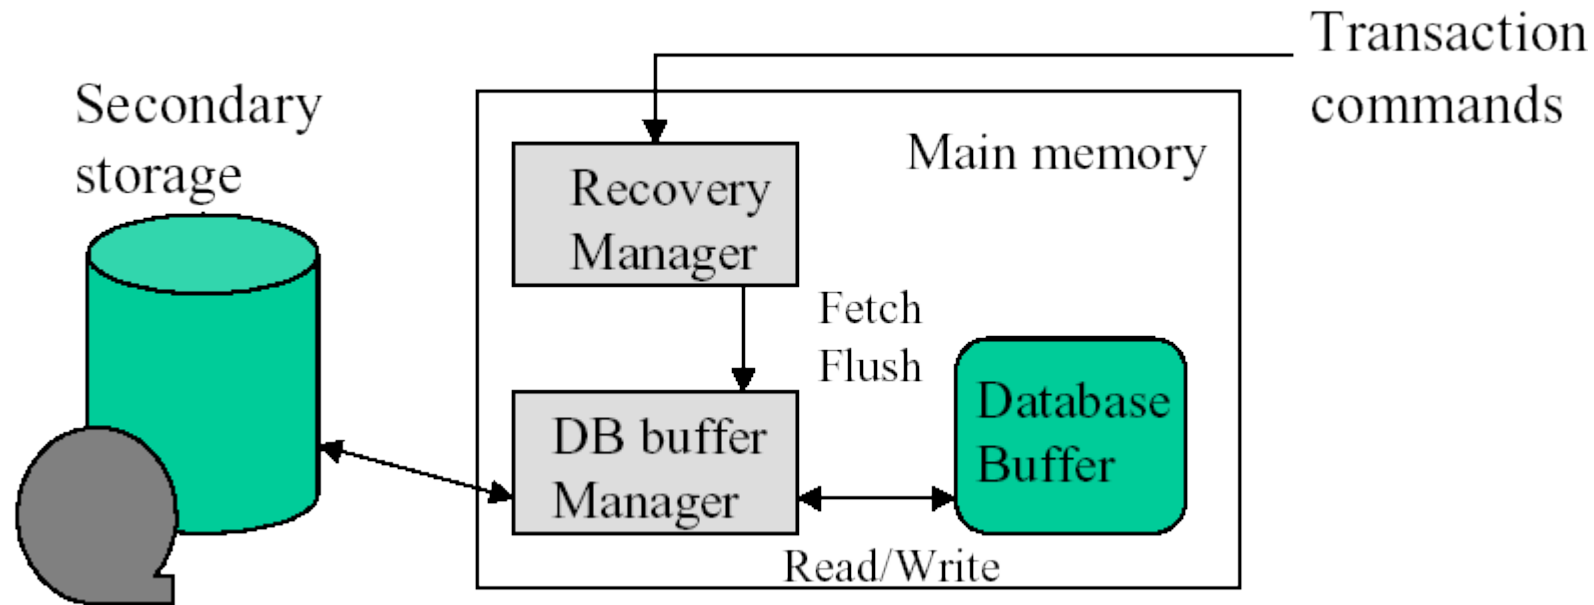 Transaction
commands
Secondary
storage
Main memory
Recovery
Manager
Fetch
Flush
Database
Buffer
DB buffer
Manager
Read/Write